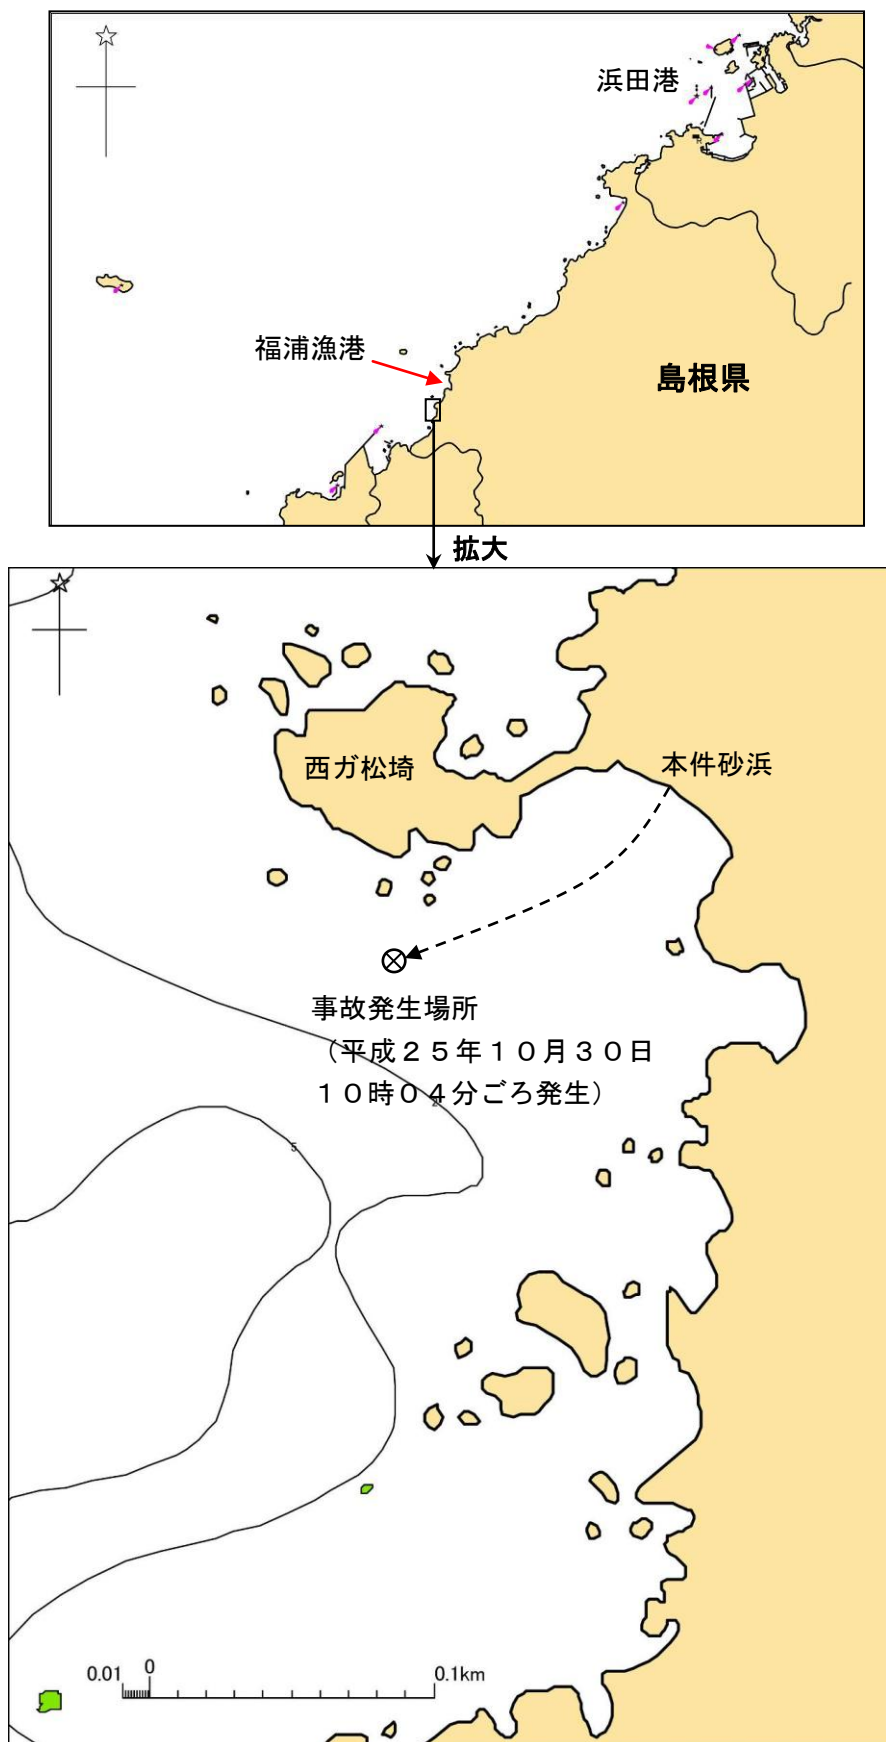 浜田港
福浦漁港
島根県
拡大
西ガ松埼
本件砂浜
事故発生場所
（平成２５年１０月３０日
１０時０４分ごろ発生）
2
5
0.01 0 0.1km